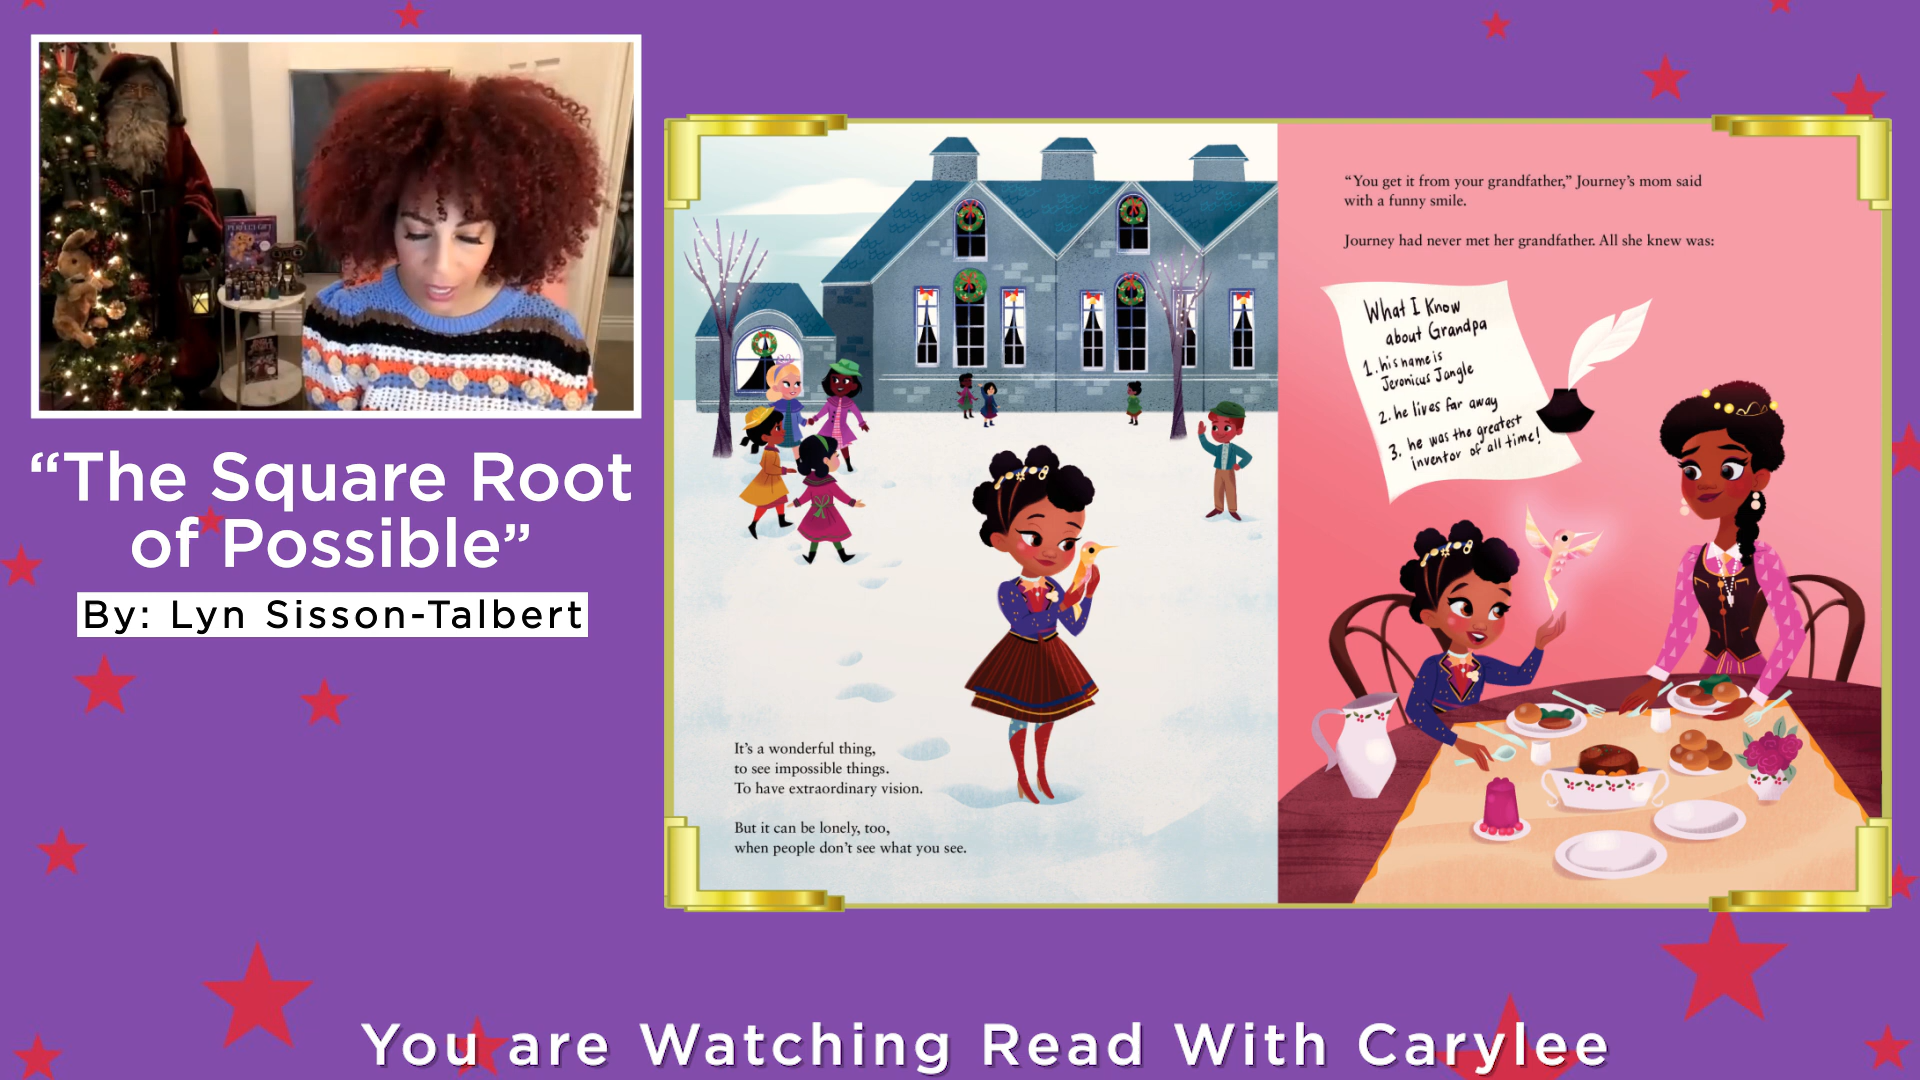 “The Square Root
of Possible”
By: Lyn Sisson-Talbert
It’s a wonderful thing,
to see impossible things.
To have extraordinary vision.
But it can be lonely, too,
when people don’t see what you see.
“You get it from your grandfather,” Journey’s mom said
with a funny smile.
Journey had never met her grandfather. All she knew was:
What I Know
about Grandpa
1. his name is
Jeronicus Jangle
2. he lives far away
3. he was the greatest
inventor of all time!
You are Watching Read With Carylee